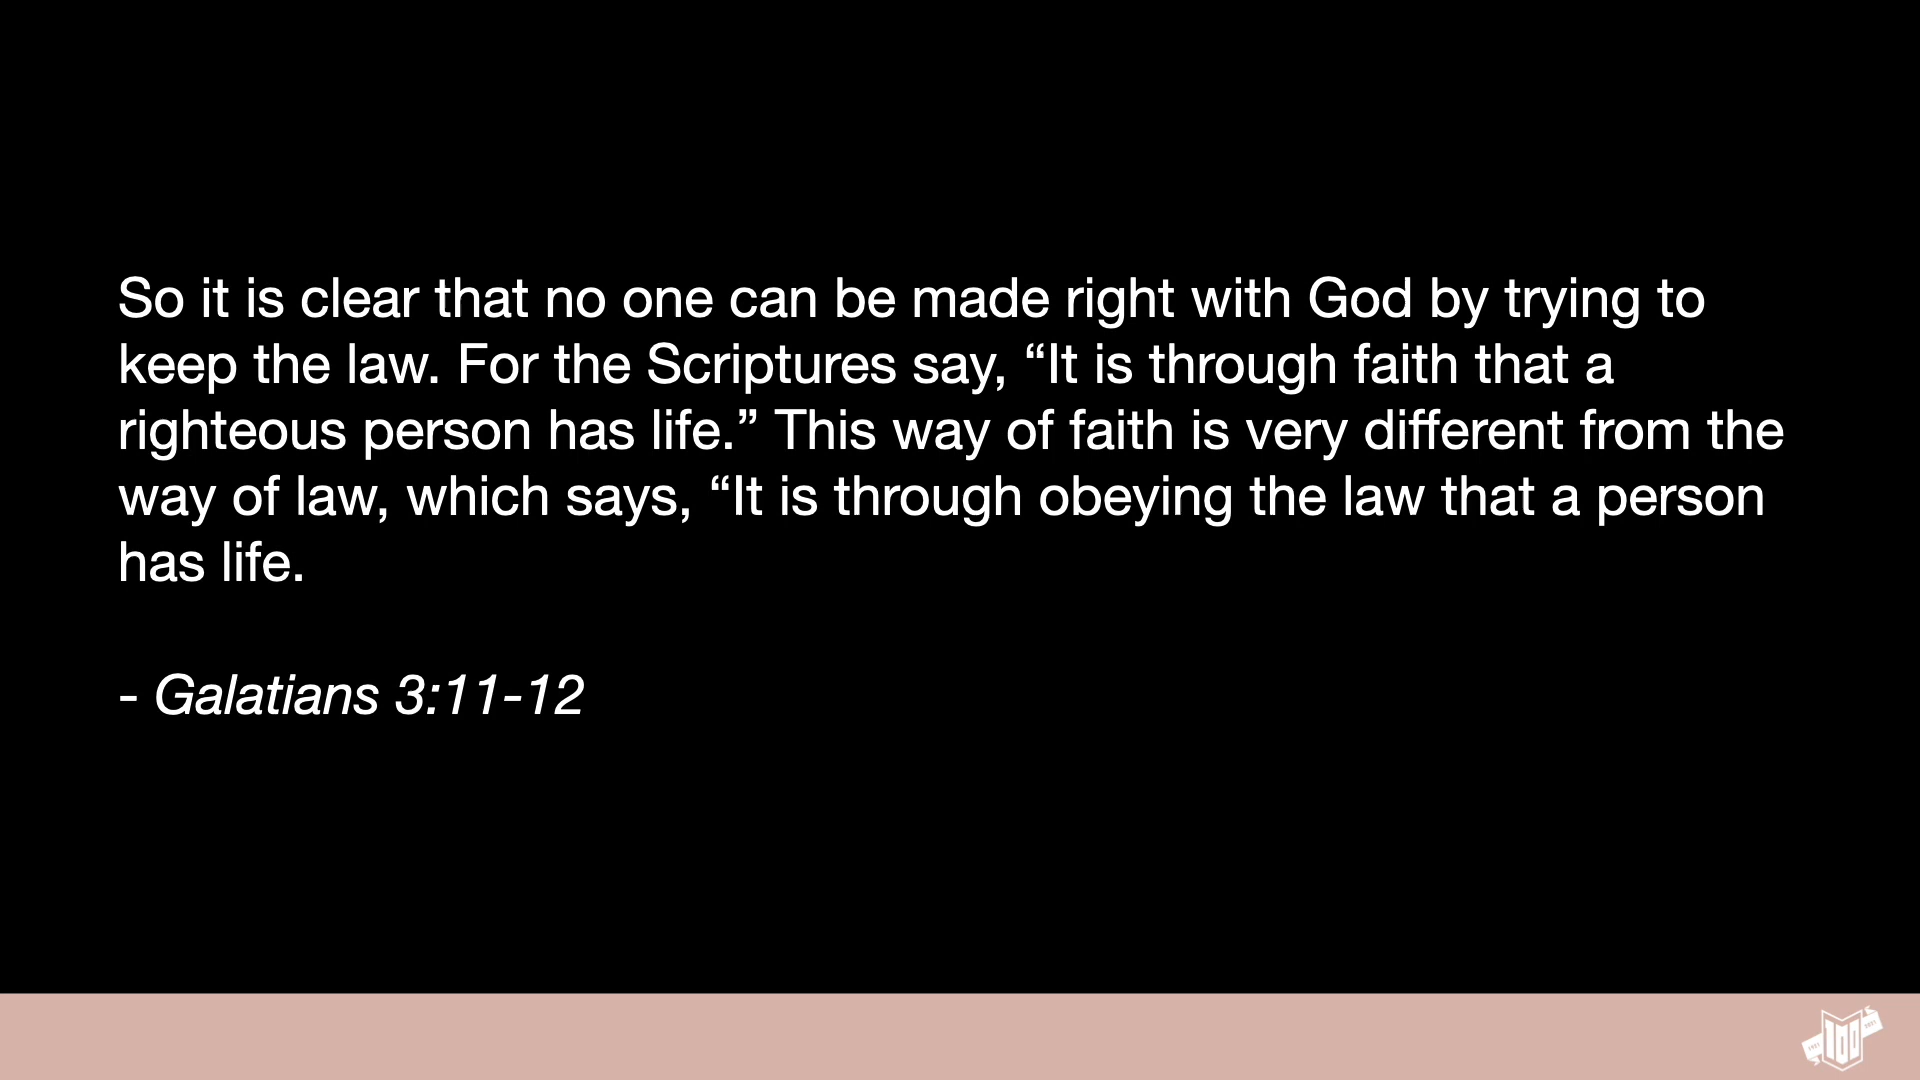 So it is clear that no one can be made right with God by trying to
keep the law. For the Scriptures say, “It is through faith that a
righteous person has life.” This way of faith is very different from the
way of law, which says, “It is through obeying the law that a person
has life.
- Galatians 3:11-12
1921
100
2021